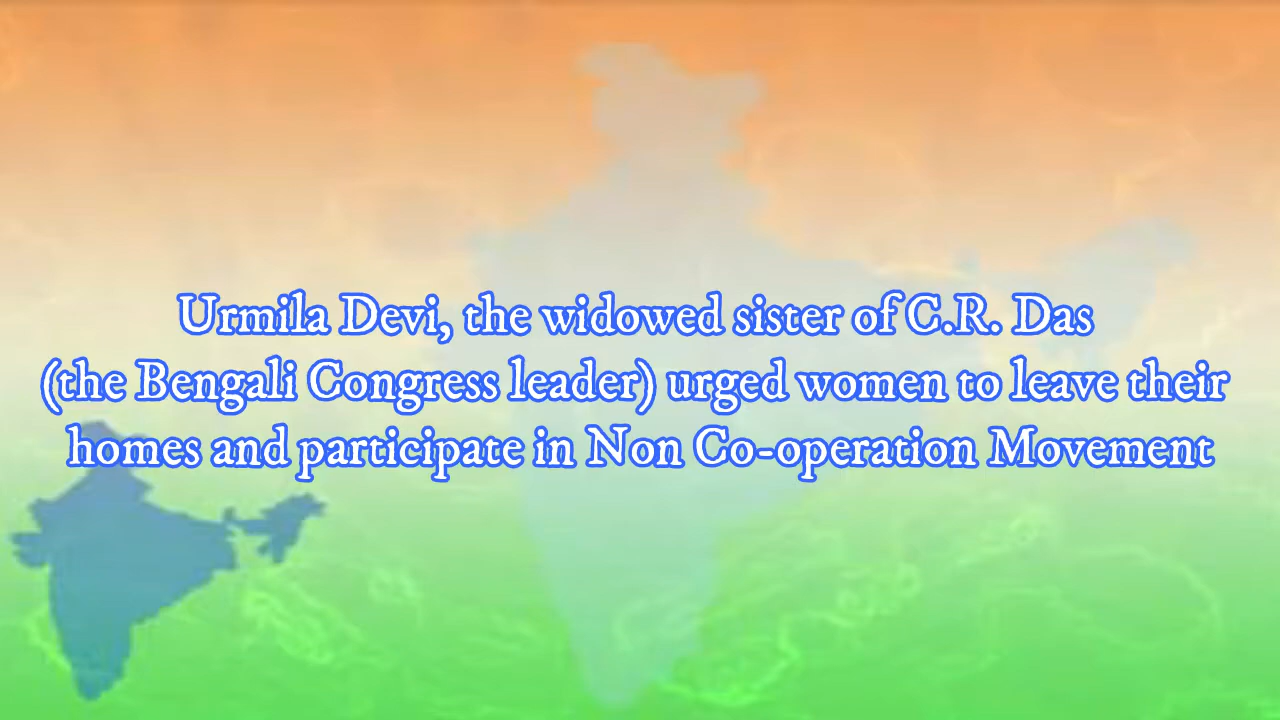 Urmila Devi, the widowed sister of C.R. Das
(the Bengali Congress leader) urged women to leave their
homes and participate in Non Co-operation Movement